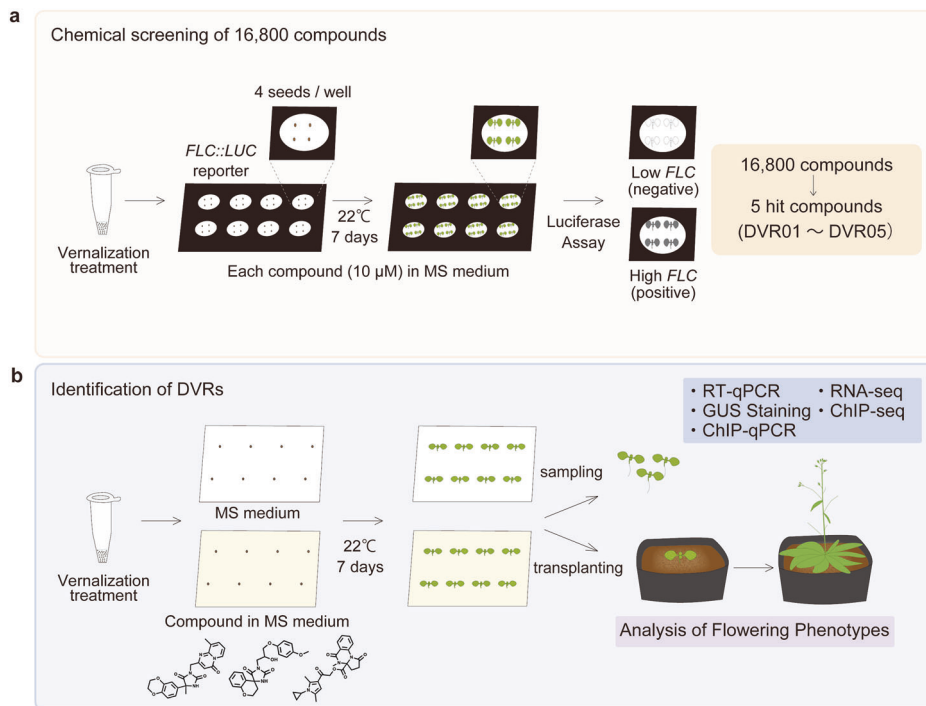 a
Chemical screening of 16,800 compounds
4 seeds / well
FLC::LUC
reporter
Vernalization
treatment
22℃
7 days
Each compound (10 µM) in MS medium
Luciferase
Assay
Low FLC
(negative)
High FLC
(positive)
16,800 compounds
5 hit compounds
(DVR01 ～ DVR05)
b
Identification of DVRs
・ RT-qPCR
・ RNA-seq
・ GUS Staining
・ ChIP-seq
・ ChIP-qPCR
MS medium
Vernalization
treatment
22℃
7 days
sampling
transplanting
Compound in MS medium
Analysis of Flowering Phenotypes